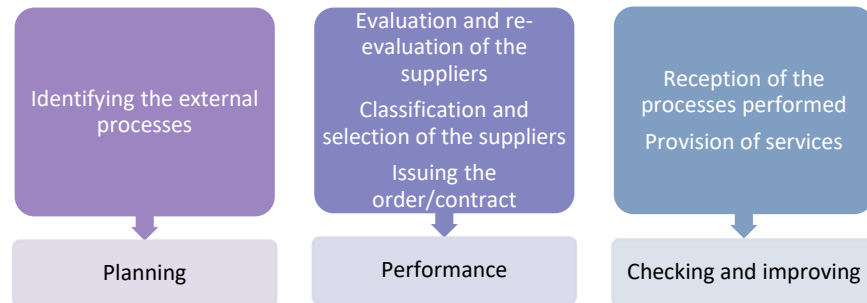 Identifying the external
processes
Evaluation and re-
evaluation of the
suppliers
Classification and
selection of the suppliers
Issuing the
order/contract
Reception of the
processes performed
Provision of services
Planning
Performance
Checking and improving